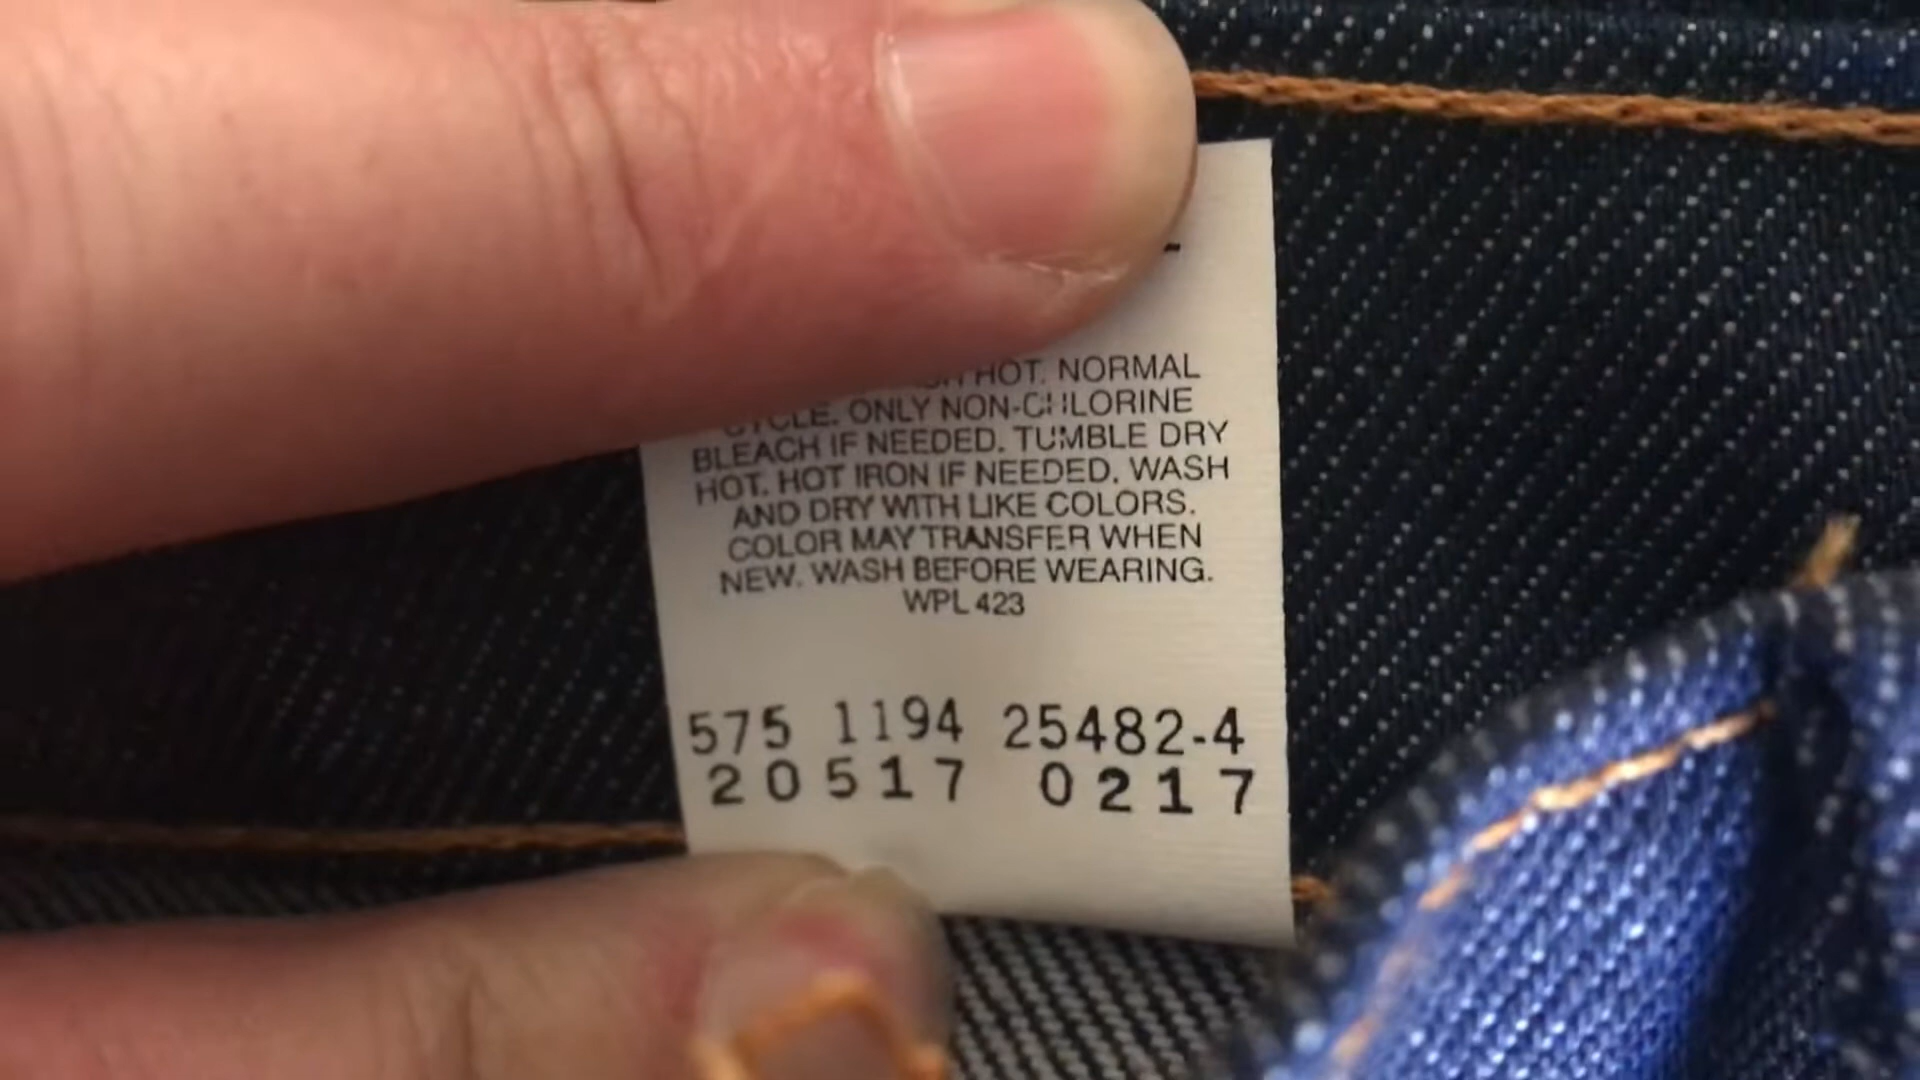 HOT. NORMAL
CYCLE. ONLY NON-CHLORINE
BLEACH IF NEEDED. TUMBLE DRY
HOT. HOT IRON IF NEEDED. WASH
AND DRY WITH LIKE COLORS.
COLOR MAY TRANSFER WHEN
NEW. WASH BEFORE WEARING.
WPL 423
575 1194 25482-4
20517 0217